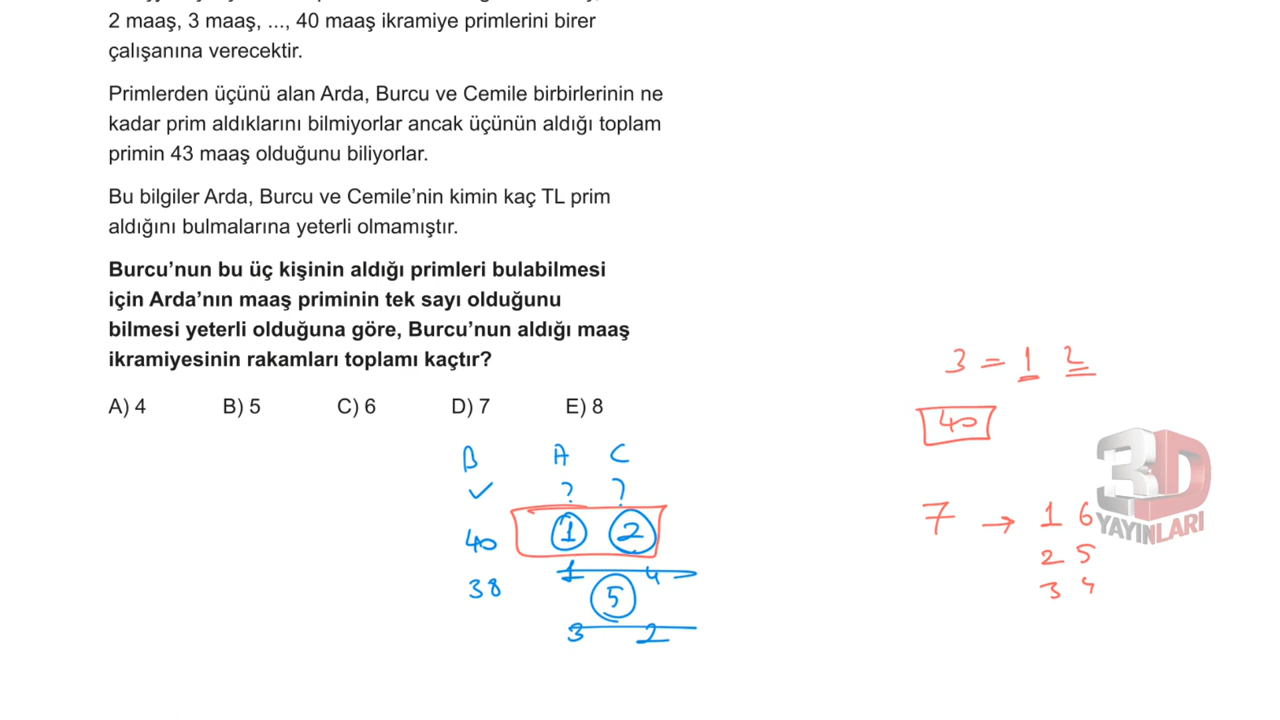 2 maaş, 3 maaş, ..., 40 maaş ikramiye primlerini birer
çalışanına verecektir.
Primlerden üçünü alan Arda, Burcu ve Cemile birbirlerinin ne
kadar prim aldıklarını bilmiyorlar ancak üçünün aldığı toplam
primin 43 maaş olduğunu biliyorlar.
Bu bilgiler Arda, Burcu ve Cemile’nin kimin kaç TL prim
aldığını bulmalarına yeterli olmamıştır.
Burcu’nun bu üç kişinin aldığı primleri bulabilmesi
için Arda’nın maaş priminin tek sayı olduğunu
bilmesi yeterli olduğuna göre, Burcu’nun aldığı maaş
ikramiyesinin rakamları toplamı kaçtır?
A) 4 B) 5 C) 6 D) 7 E) 8
3 = 1 2
40
B A C
✓ ? ?
40 1 2
1 4
38 5
3 2
7 → 1 6
2 5
3 4
3D
YAYINLARI